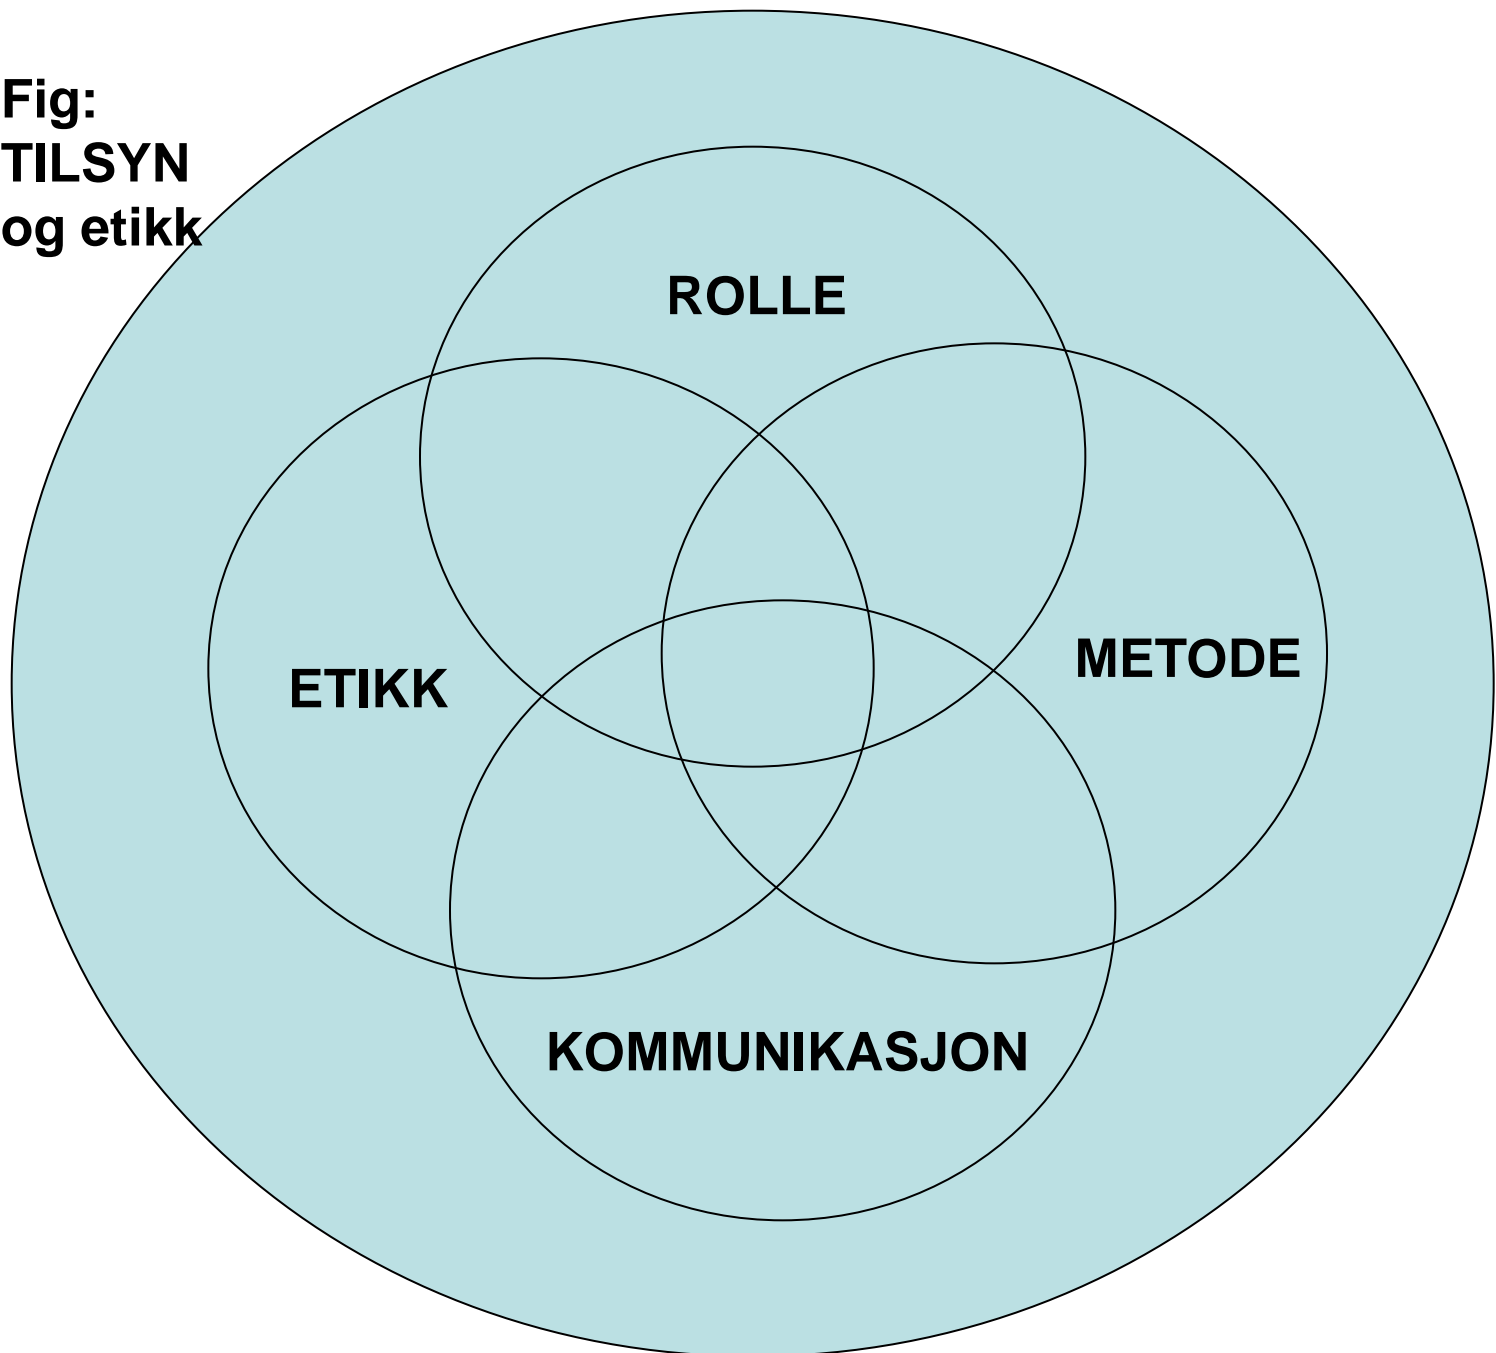 Fig:
TILSYN
og etikk
ROLLE
METODE
ETIKK
KOMMUNIKASJON